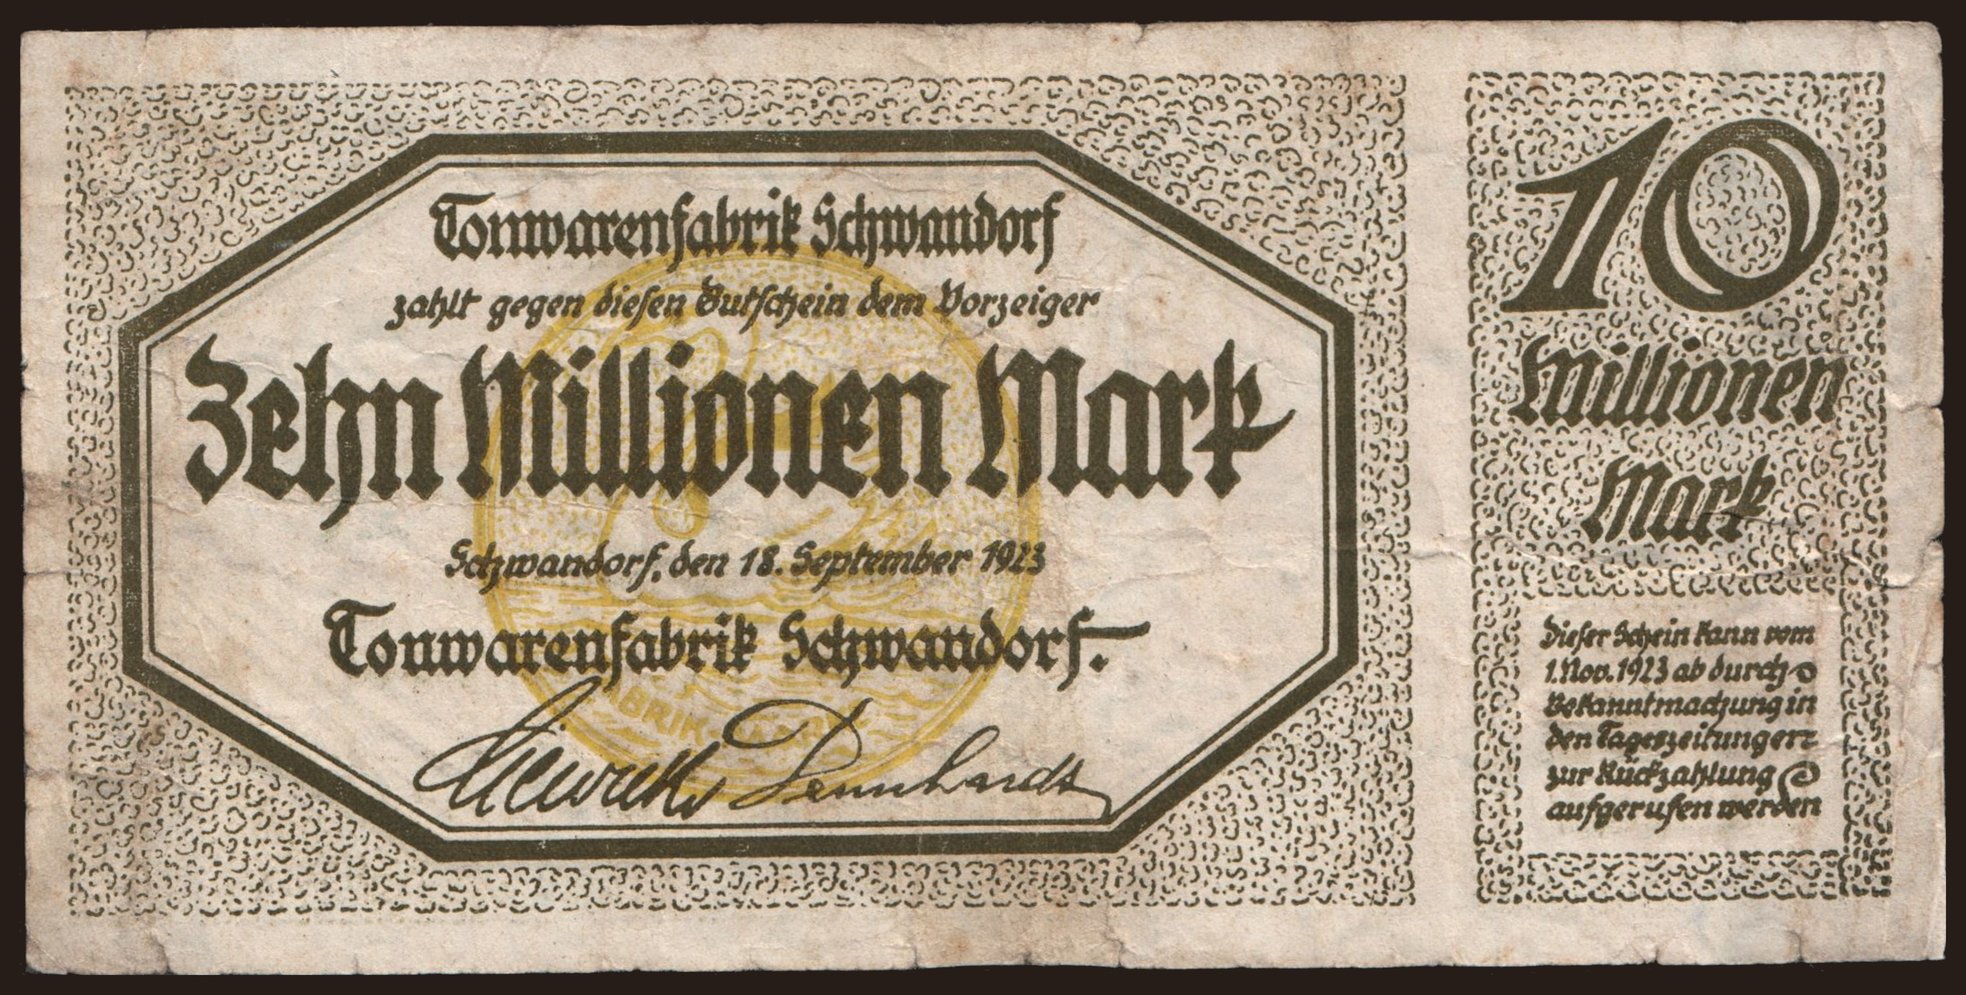 Tonwarenfabrik Schwandorf
zahlt gegen diesen Gutschein dem Vorzeiger
Zehn Millionen Mark
Schwandorf, den 18. September 1923
Tonwarenfabrik Schwandorf.
BRIK-MARK
10
Millionen
Mark
Dieser Schein kann vom
1. Nov. 1923 ab durch
Bekanntmachung in
den Tageszeitungen
zur Rückzahlung
aufgerufen werden